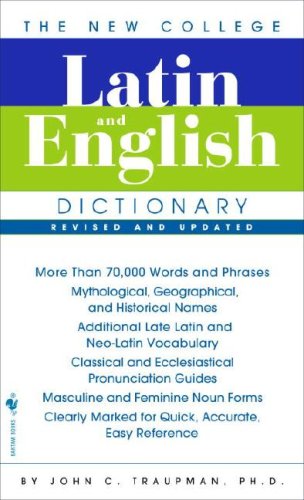 THE NEW COLLEGE
Latin
and
English
DICTIONARY
REVISED AND UPDATED
More Than 70,000 Words and Phrases
Mythological, Geographical,
and Historical Names
Additional Late Latin and
Neo-Latin Vocabulary
Classical and Ecclesiastical
Pronunciation Guides
Masculine and Feminine Noun Forms
Clearly Marked for Quick, Accurate,
Easy Reference
BANTAM BOOKS
BY JOHN C. TRAUPMAN, PH.D.